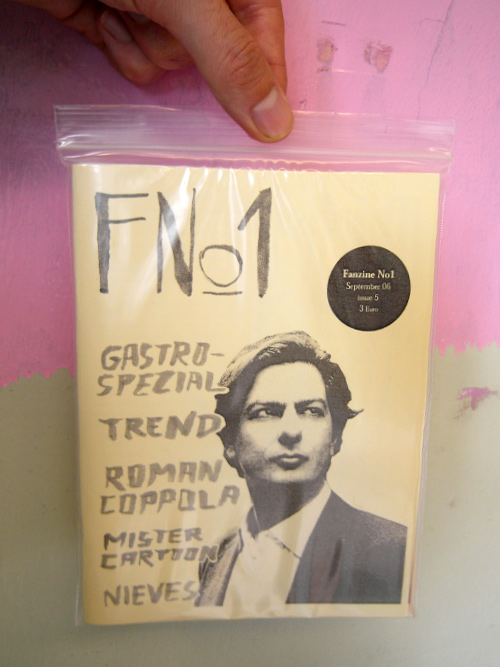 FNo1
Fanzine No1
September 06
issue 5
3 Euro
GASTRO-
SPEZIAL
TREND
ROMAN
COPPOLA
MISTER
CARTOON
NIEVES